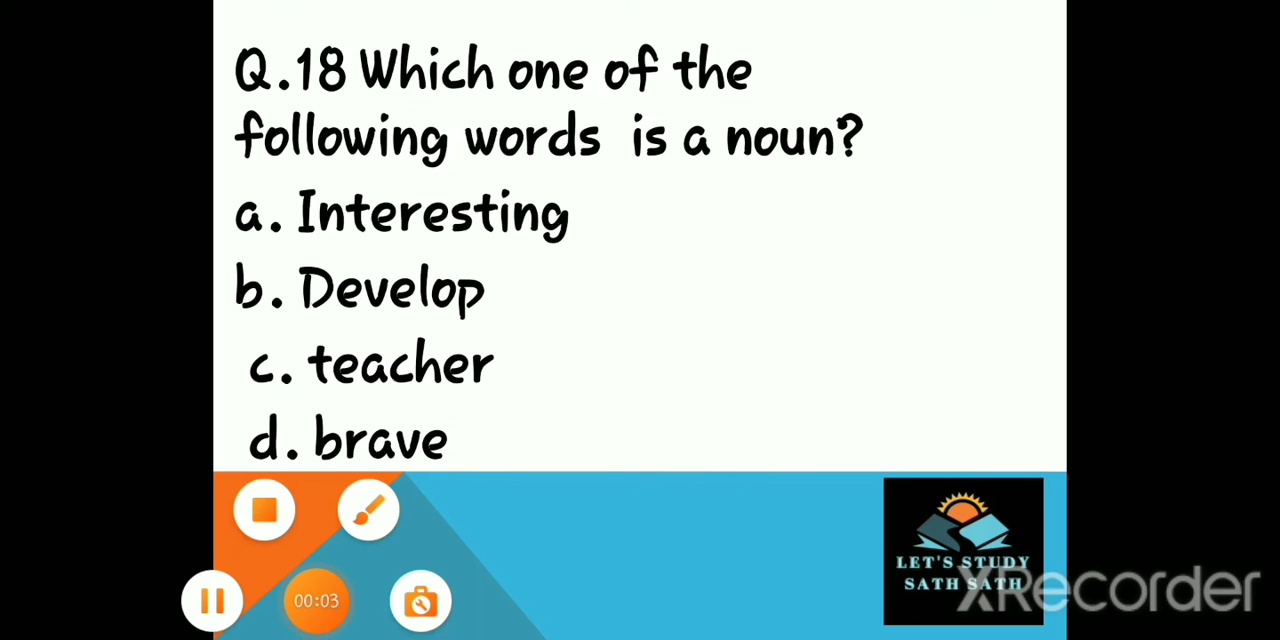 Q.18 Which one of the
following words is a noun?
a. Interesting
b. Develop
c. teacher
d. brave
00:03
LET'S STUDY
SATH SATH
XRecorder